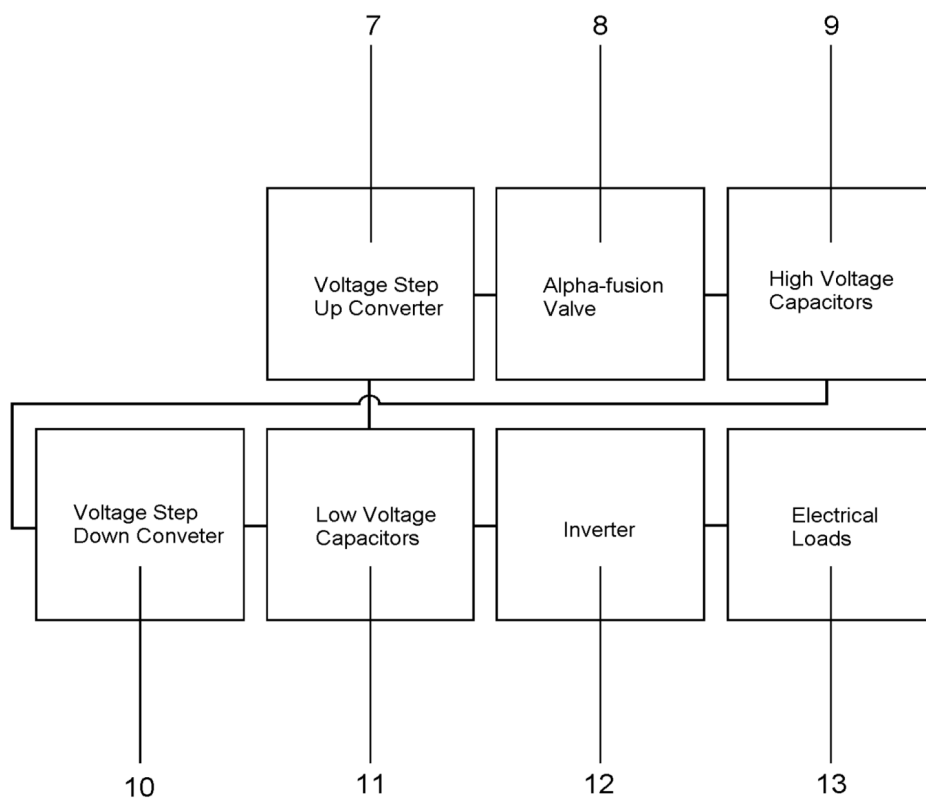 7
8
9
Voltage Step
Up Converter
Alpha-fusion
Valve
High Voltage
Capacitors
Voltage Step
Down Conveter
Low Voltage
Capacitors
Inverter
Electrical
Loads
10
11
12
13